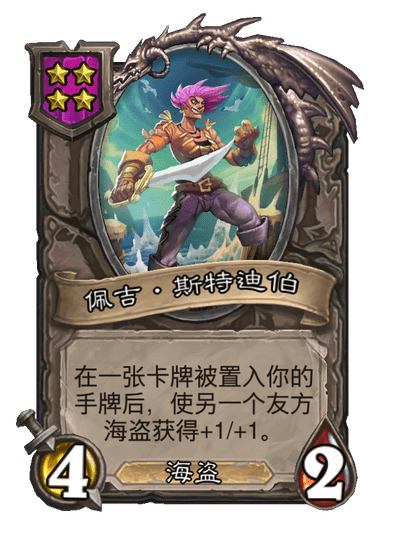 佩吉·斯特迪伯
在一张卡牌被置入你的
手牌后，使另一个友方
海盗获得+1/+1。
4
海盗
2